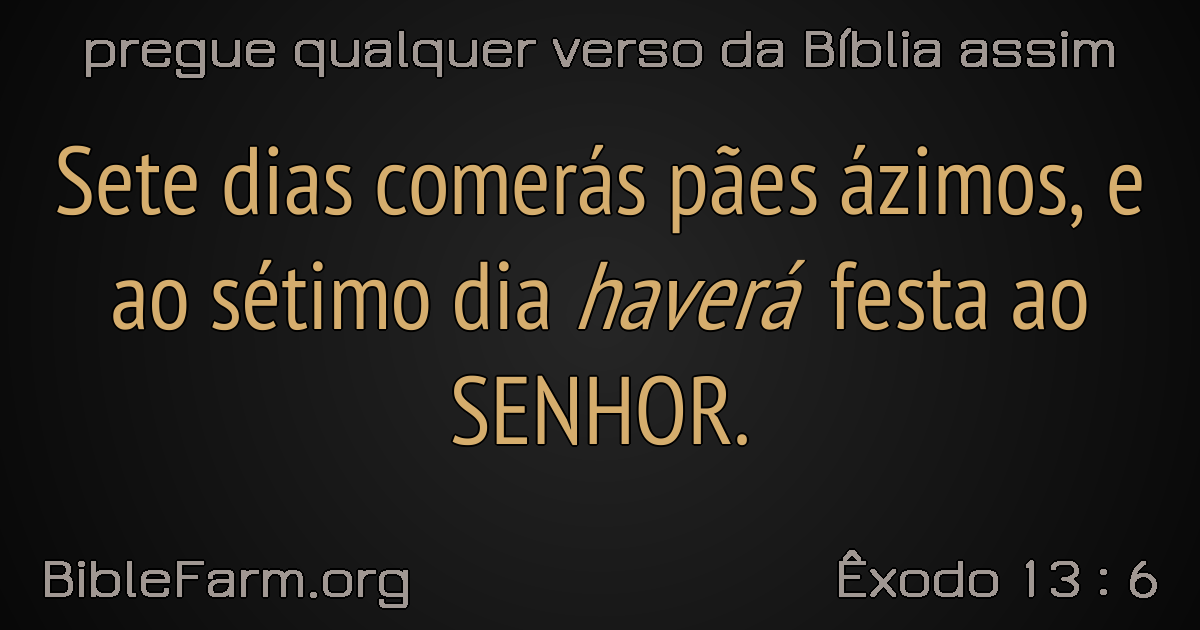 pregue qualquer verso da Bíblia assim
Sete dias comerás pães ázimos, e
ao sétimo dia haverá festa ao
SENHOR.
BibleFarm.org
Êxodo 13 : 6